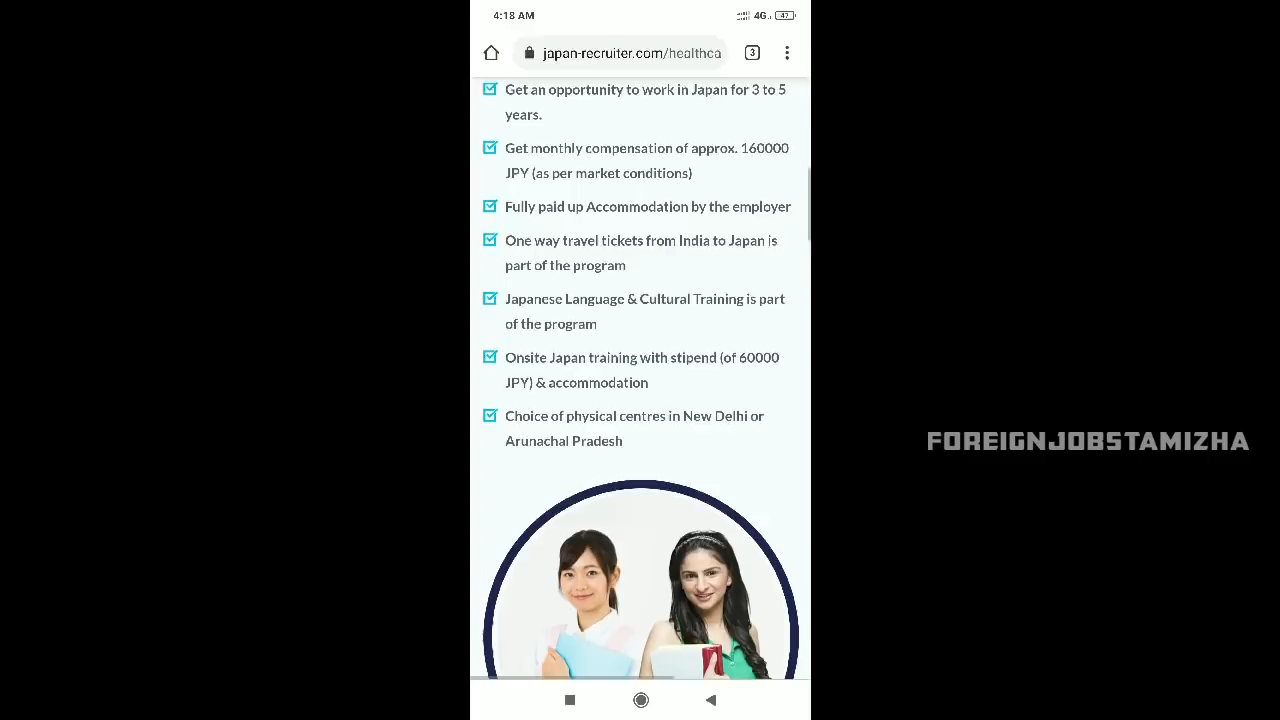 4:18 AM
4G
47
japan-recruiter.com/healthca
3
Get an opportunity to work in Japan for 3 to 5
years.
Get monthly compensation of approx. 160000
JPY (as per market conditions)
Fully paid up Accommodation by the employer
One way travel tickets from India to Japan is
part of the program
Japanese Language & Cultural Training is part
of the program
Onsite Japan training with stipend (of 60000
JPY) & accommodation
Choice of physical centres in New Delhi or
Arunachal Pradesh
FOREIGNJOBSTAMIZHA